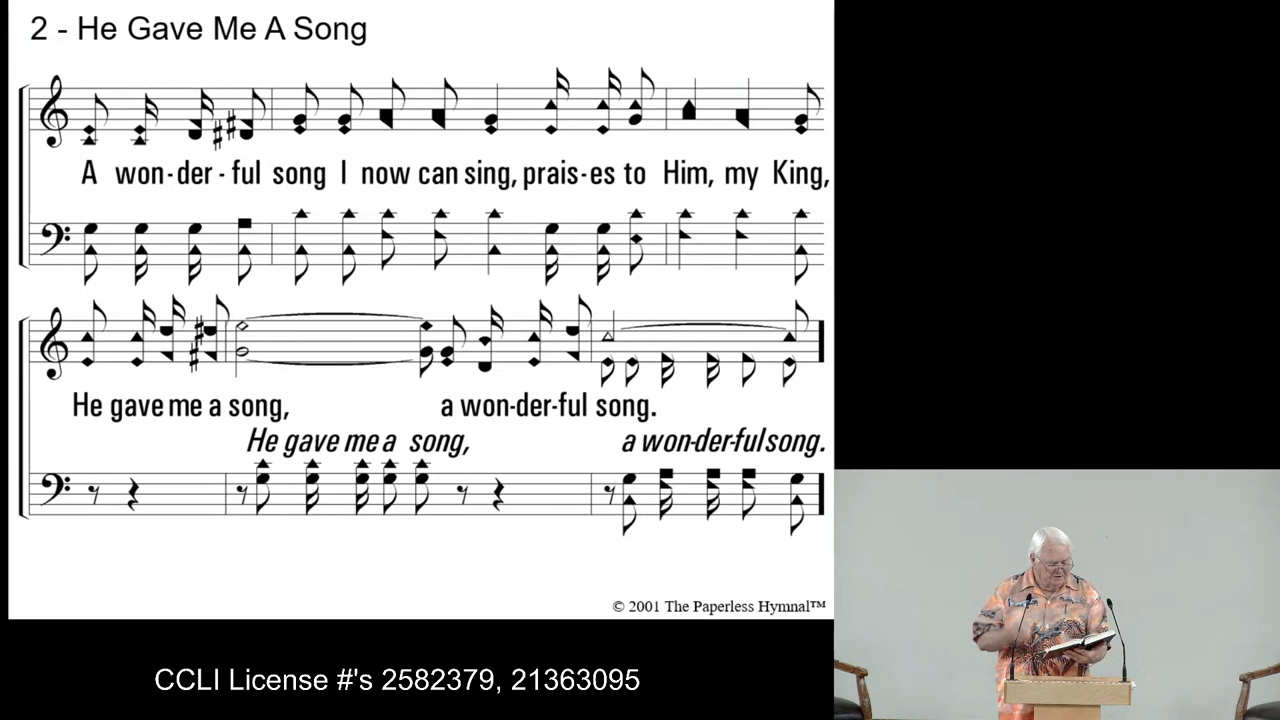 2 - He Gave Me A Song
A won-der-ful song I now can sing, prais-es to Him, my King,
He gave me a song, a won-der-ful song.
He gave me a song, a won-der-ful song.
© 2001 The Paperless Hymnal™
CCLI License #'s 2582379, 21363095